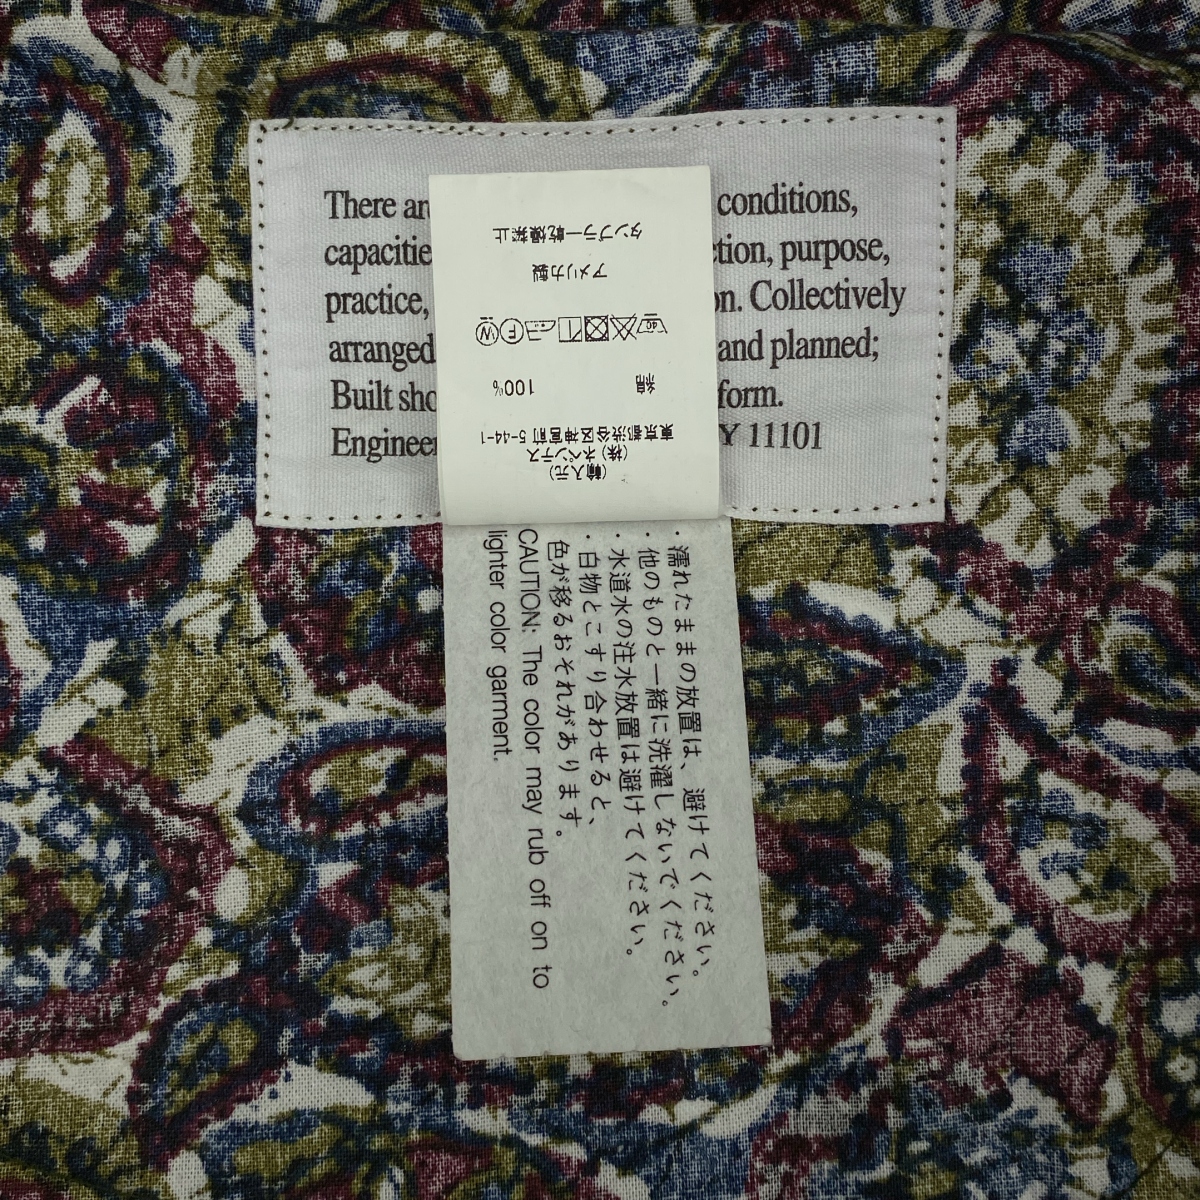 There ar
conditions,
capacitie
ction, purpose,
practice,
on. Collectively
arranged
and planned;
Built sho
form.
Engineer
Y 11101
(輸入元)
(株)ネペンテス
東京都渋谷区神宮前 5-44-1
綿 100%
40
F W
アメリカ製
タンブラー乾燥禁止
・濡れたままの放置は、避けてください。
・他のものと一緒に洗濯しないでください。
・水道水の注水放置は避けてください。
・白物とこすり合わせると、
色が移るおそれがあります。
CAUTION: The color may rub off on to
lighter color garment.